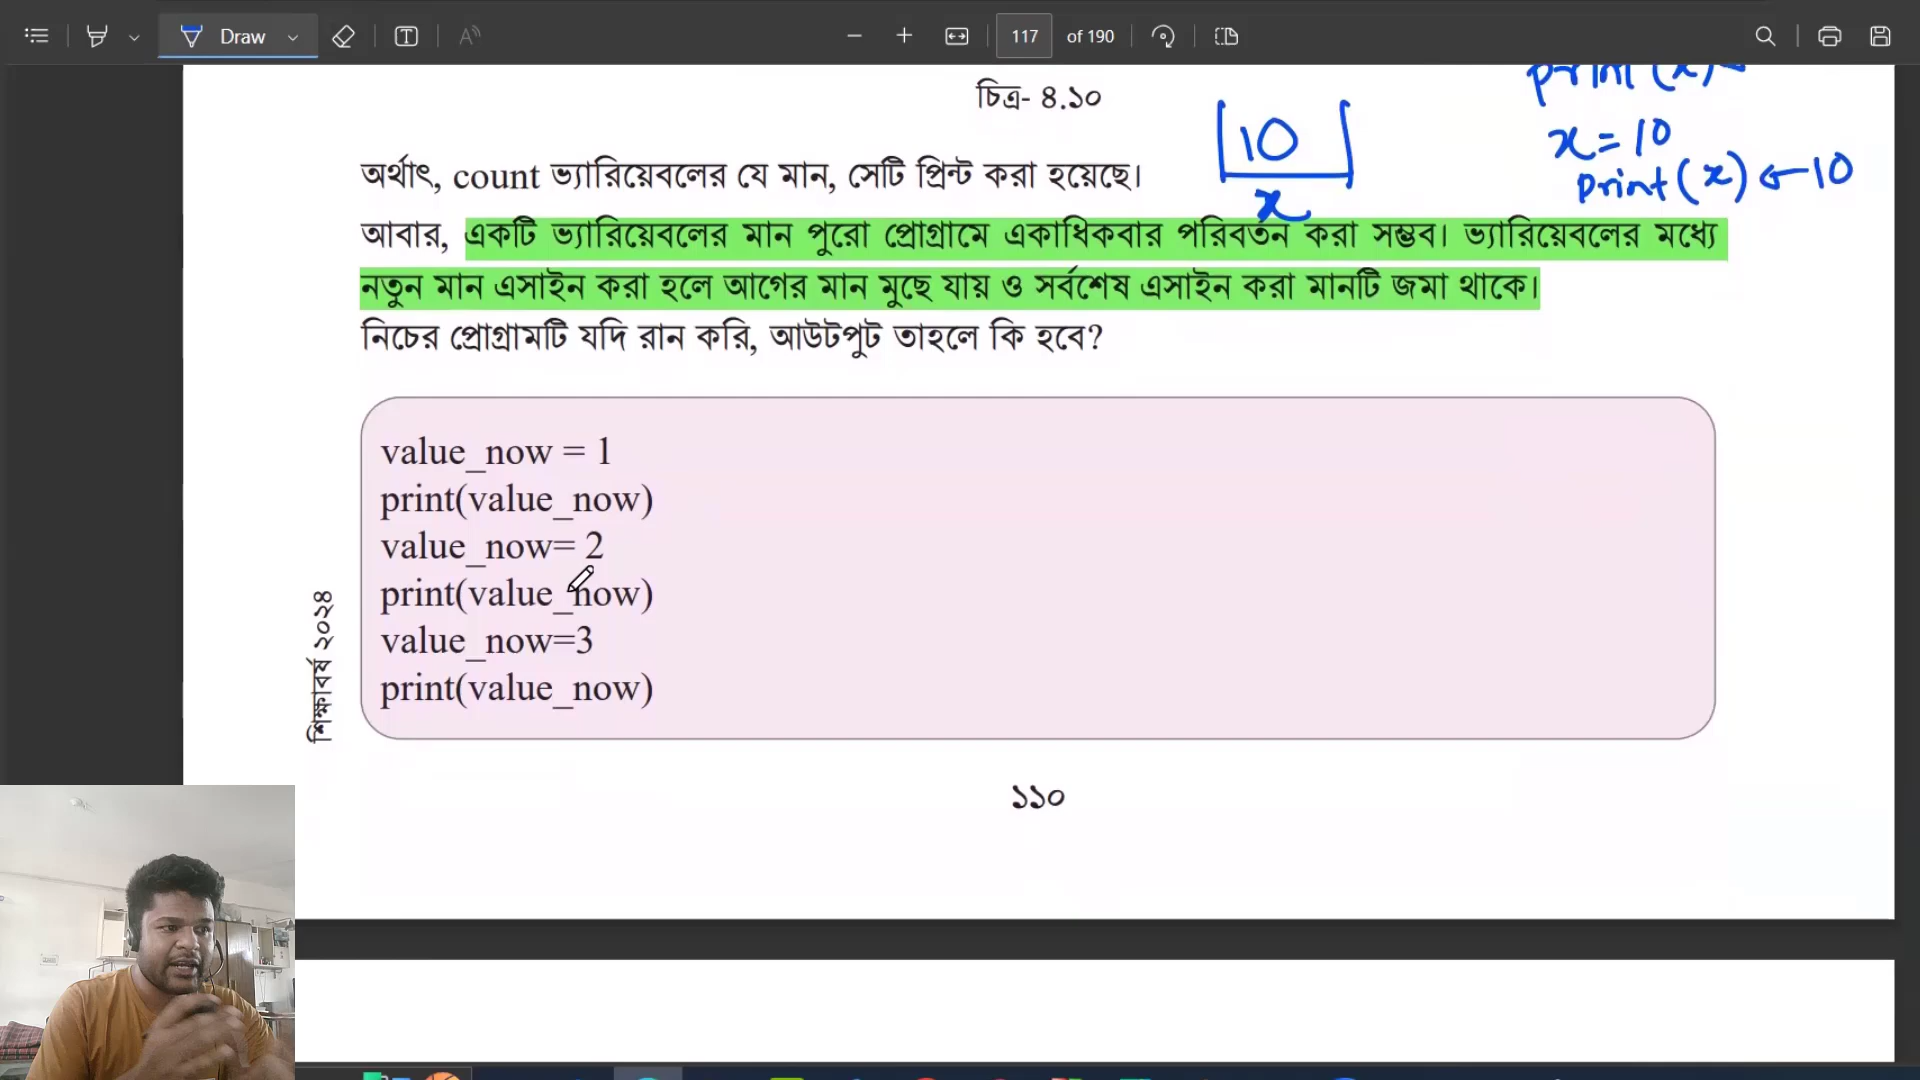 Draw
117 of 190
চিত্র- ৪.১০
print (x)
10
x
x = 10
print (x) ← 10
অর্থাৎ, count ভ্যারিয়েবলের যে মান, সেটি প্রিন্ট করা হয়েছে।
আবার, একটি ভ্যারিয়েবলের মান পুরো প্রোগ্রামে একাধিকবার পরিবর্তন করা সম্ভব। ভ্যারিয়েবলের মধ্যে
নতুন মান এসাইন করা হলে আগের মান মুছে যায় ও সর্বশেষ এসাইন করা মানটি জমা থাকে।
নিচের প্রোগ্রামটি যদি রান করি, আউটপুট তাহলে কি হবে?
value_now = 1
print(value_now)
value_now= 2
print(value_now)
value_now=3
print(value_now)
শিক্ষাবর্ষ ২০২৪
১১০